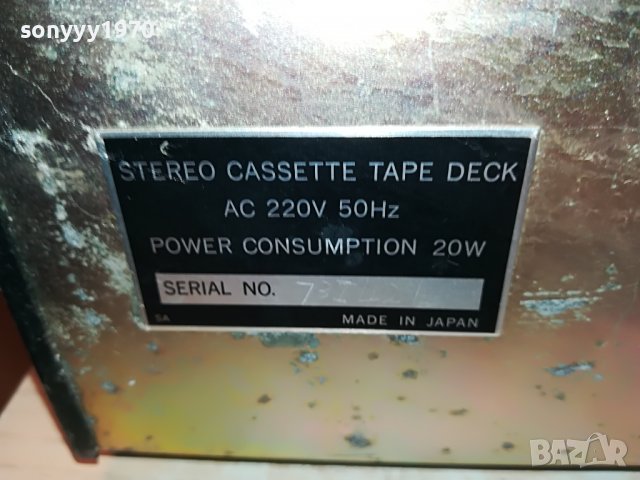 sonyyy1970
STEREO CASSETTE TAPE DECK
AC 220V 50Hz
POWER CONSUMPTION 20W
SERIAL NO.
SA MADE IN JAPAN
BAZAR